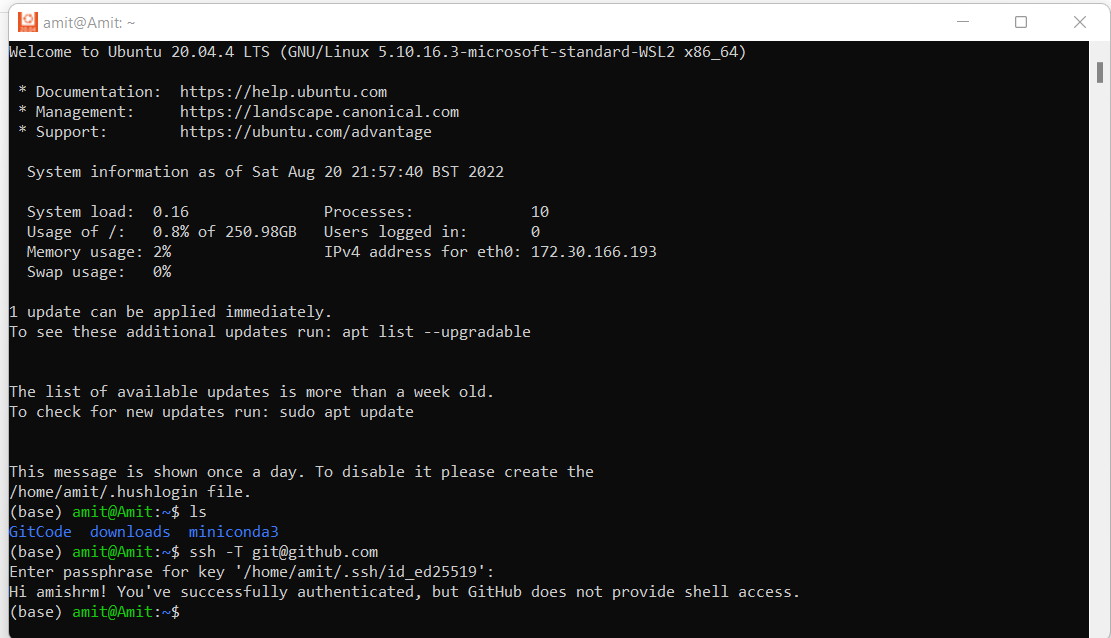 amit@Amit: ~
Welcome to Ubuntu 20.04.4 LTS (GNU/Linux 5.10.16.3-microsoft-standard-WSL2 x86_64)
* Documentation:  https://help.ubuntu.com
* Management:     https://landscape.canonical.com
* Support:        https://ubuntu.com/advantage
System information as of Sat Aug 20 21:57:40 BST 2022
System load:  0.16               Processes:             10
Usage of /:   0.8% of 250.98GB   Users logged in:       0
Memory usage: 2%                 IPv4 address for eth0: 172.30.166.193
Swap usage:   0%
1 update can be applied immediately.
To see these additional updates run: apt list --upgradable
The list of available updates is more than a week old.
To check for new updates run: sudo apt update
This message is shown once a day. To disable it please create the
/home/amit/.hushlogin file.
(base) amit@Amit:~$ ls
GitCode  downloads  miniconda3
(base) amit@Amit:~$ ssh -T git@github.com
Enter passphrase for key '/home/amit/.ssh/id_ed25519':
Hi amishrm! You've successfully authenticated, but GitHub does not provide shell access.
(base) amit@Amit:~$